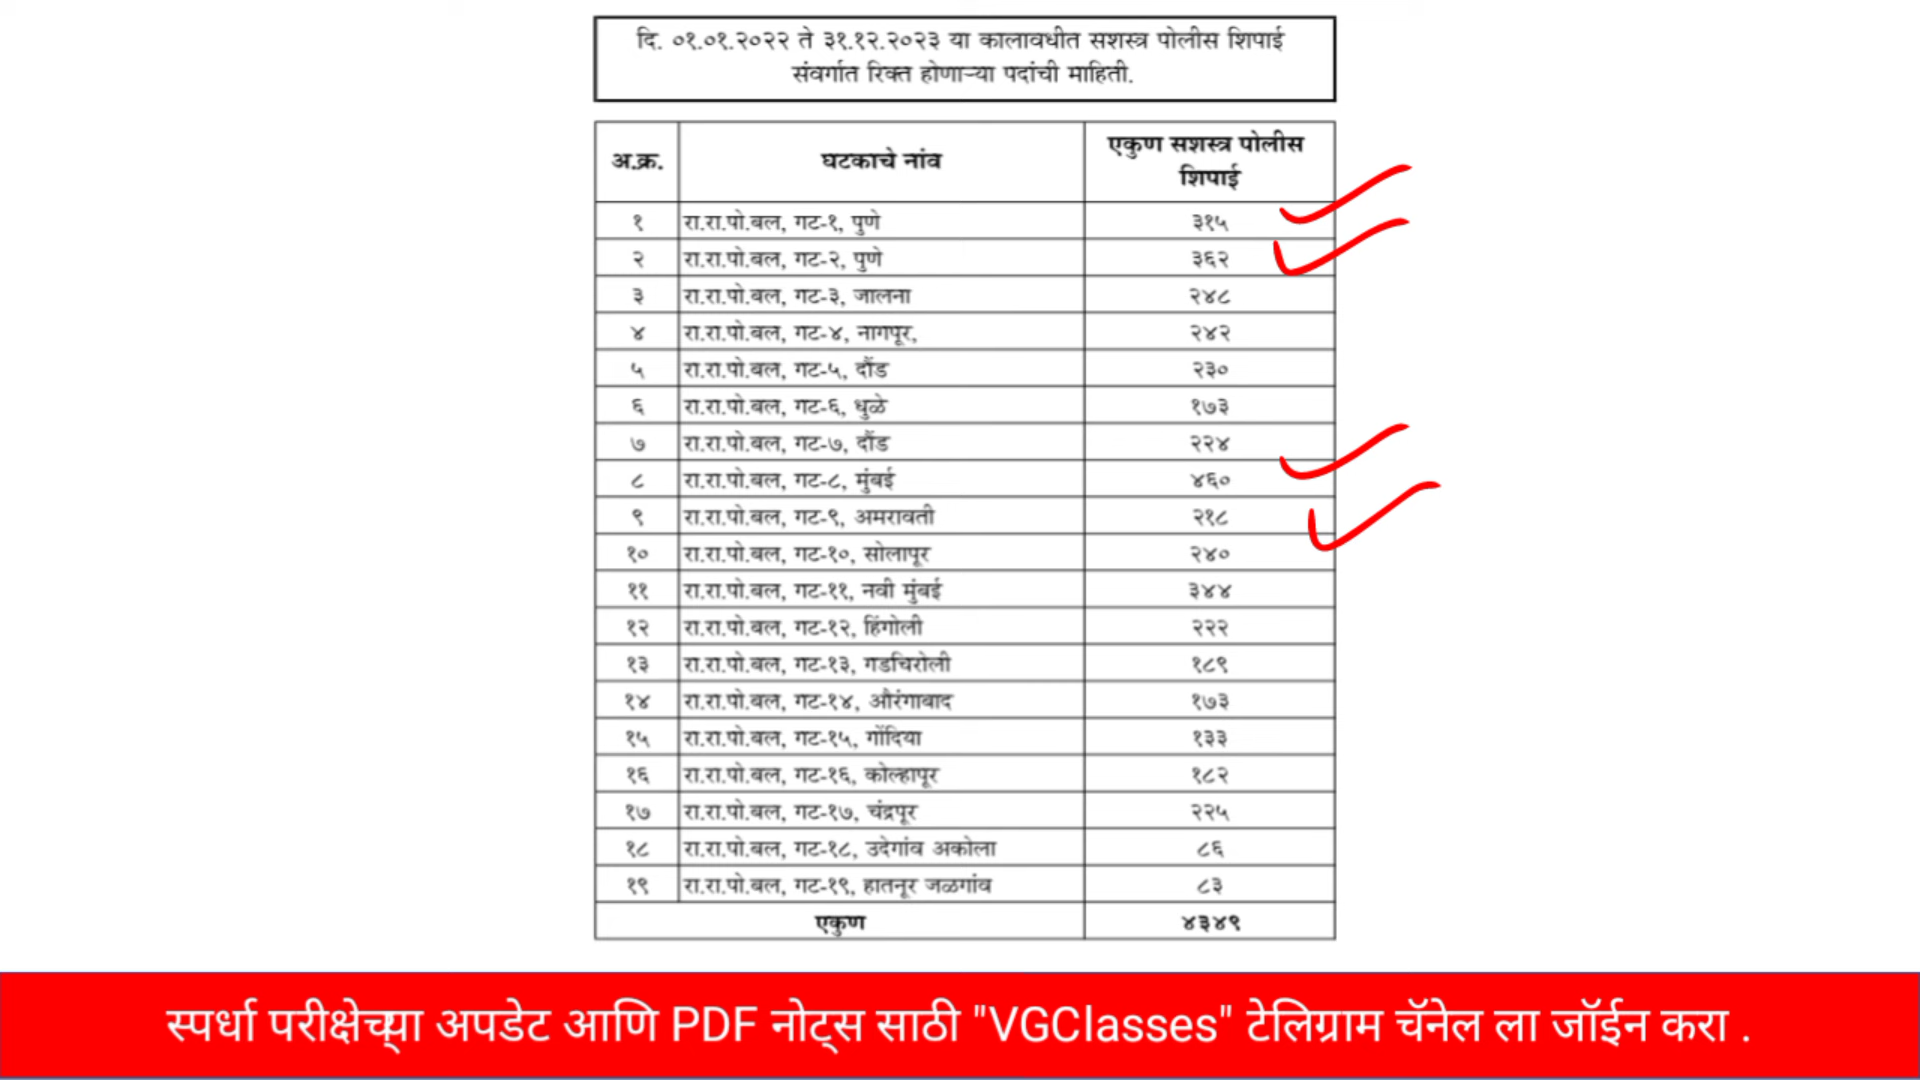 दि. ०१.०१.२०२२ ते ३१.१२.२०२३ या कालावधीत सशस्त्र पोलीस शिपाई
संवर्गात रिक्त होणाऱ्या पदांची माहिती.
अ.क्र. घटकाचे नांव एकुण सशस्त्र पोलीस
शिपाई
१ रा.रा.पो.बल, गट-१, पुणे ३१५
२ रा.रा.पो.बल, गट-२, पुणे ३६२
३ रा.रा.पो.बल, गट-३, जालना २४८
४ रा.रा.पो.बल, गट-४, नागपूर, २४२
५ रा.रा.पो.बल, गट-५, दौंड २३०
६ रा.रा.पो.बल, गट-६, धुळे १७३
७ रा.रा.पो.बल, गट-७, दौंड २२४
८ रा.रा.पो.बल, गट-८, मुंबई ४६०
९ रा.रा.पो.बल, गट-९, अमरावती २१८
१० रा.रा.पो.बल, गट-१०, सोलापूर २४०
११ रा.रा.पो.बल, गट-११, नवी मुंबई ३४४
१२ रा.रा.पो.बल, गट-१२, हिंगोली २२२
१३ रा.रा.पो.बल, गट-१३, गडचिरोली १८९
१४ रा.रा.पो.बल, गट-१४, औरंगाबाद १७३
१५ रा.रा.पो.बल, गट-१५, गोंदिया १३३
१६ रा.रा.पो.बल, गट-१६, कोल्हापूर १८२
१७ रा.रा.पो.बल, गट-१७, चंद्रपूर २२५
१८ रा.रा.पो.बल, गट-१८, उदेगांव अकोला ८६
१९ रा.रा.पो.बल, गट-१९, हातनूर जळगांव ८३
एकुण ४३४९
स्पर्धा परीक्षेच्या अपडेट आणि PDF नोट्स साठी "VGClasses" टेलिग्राम चॅनेल ला जॉईन करा .